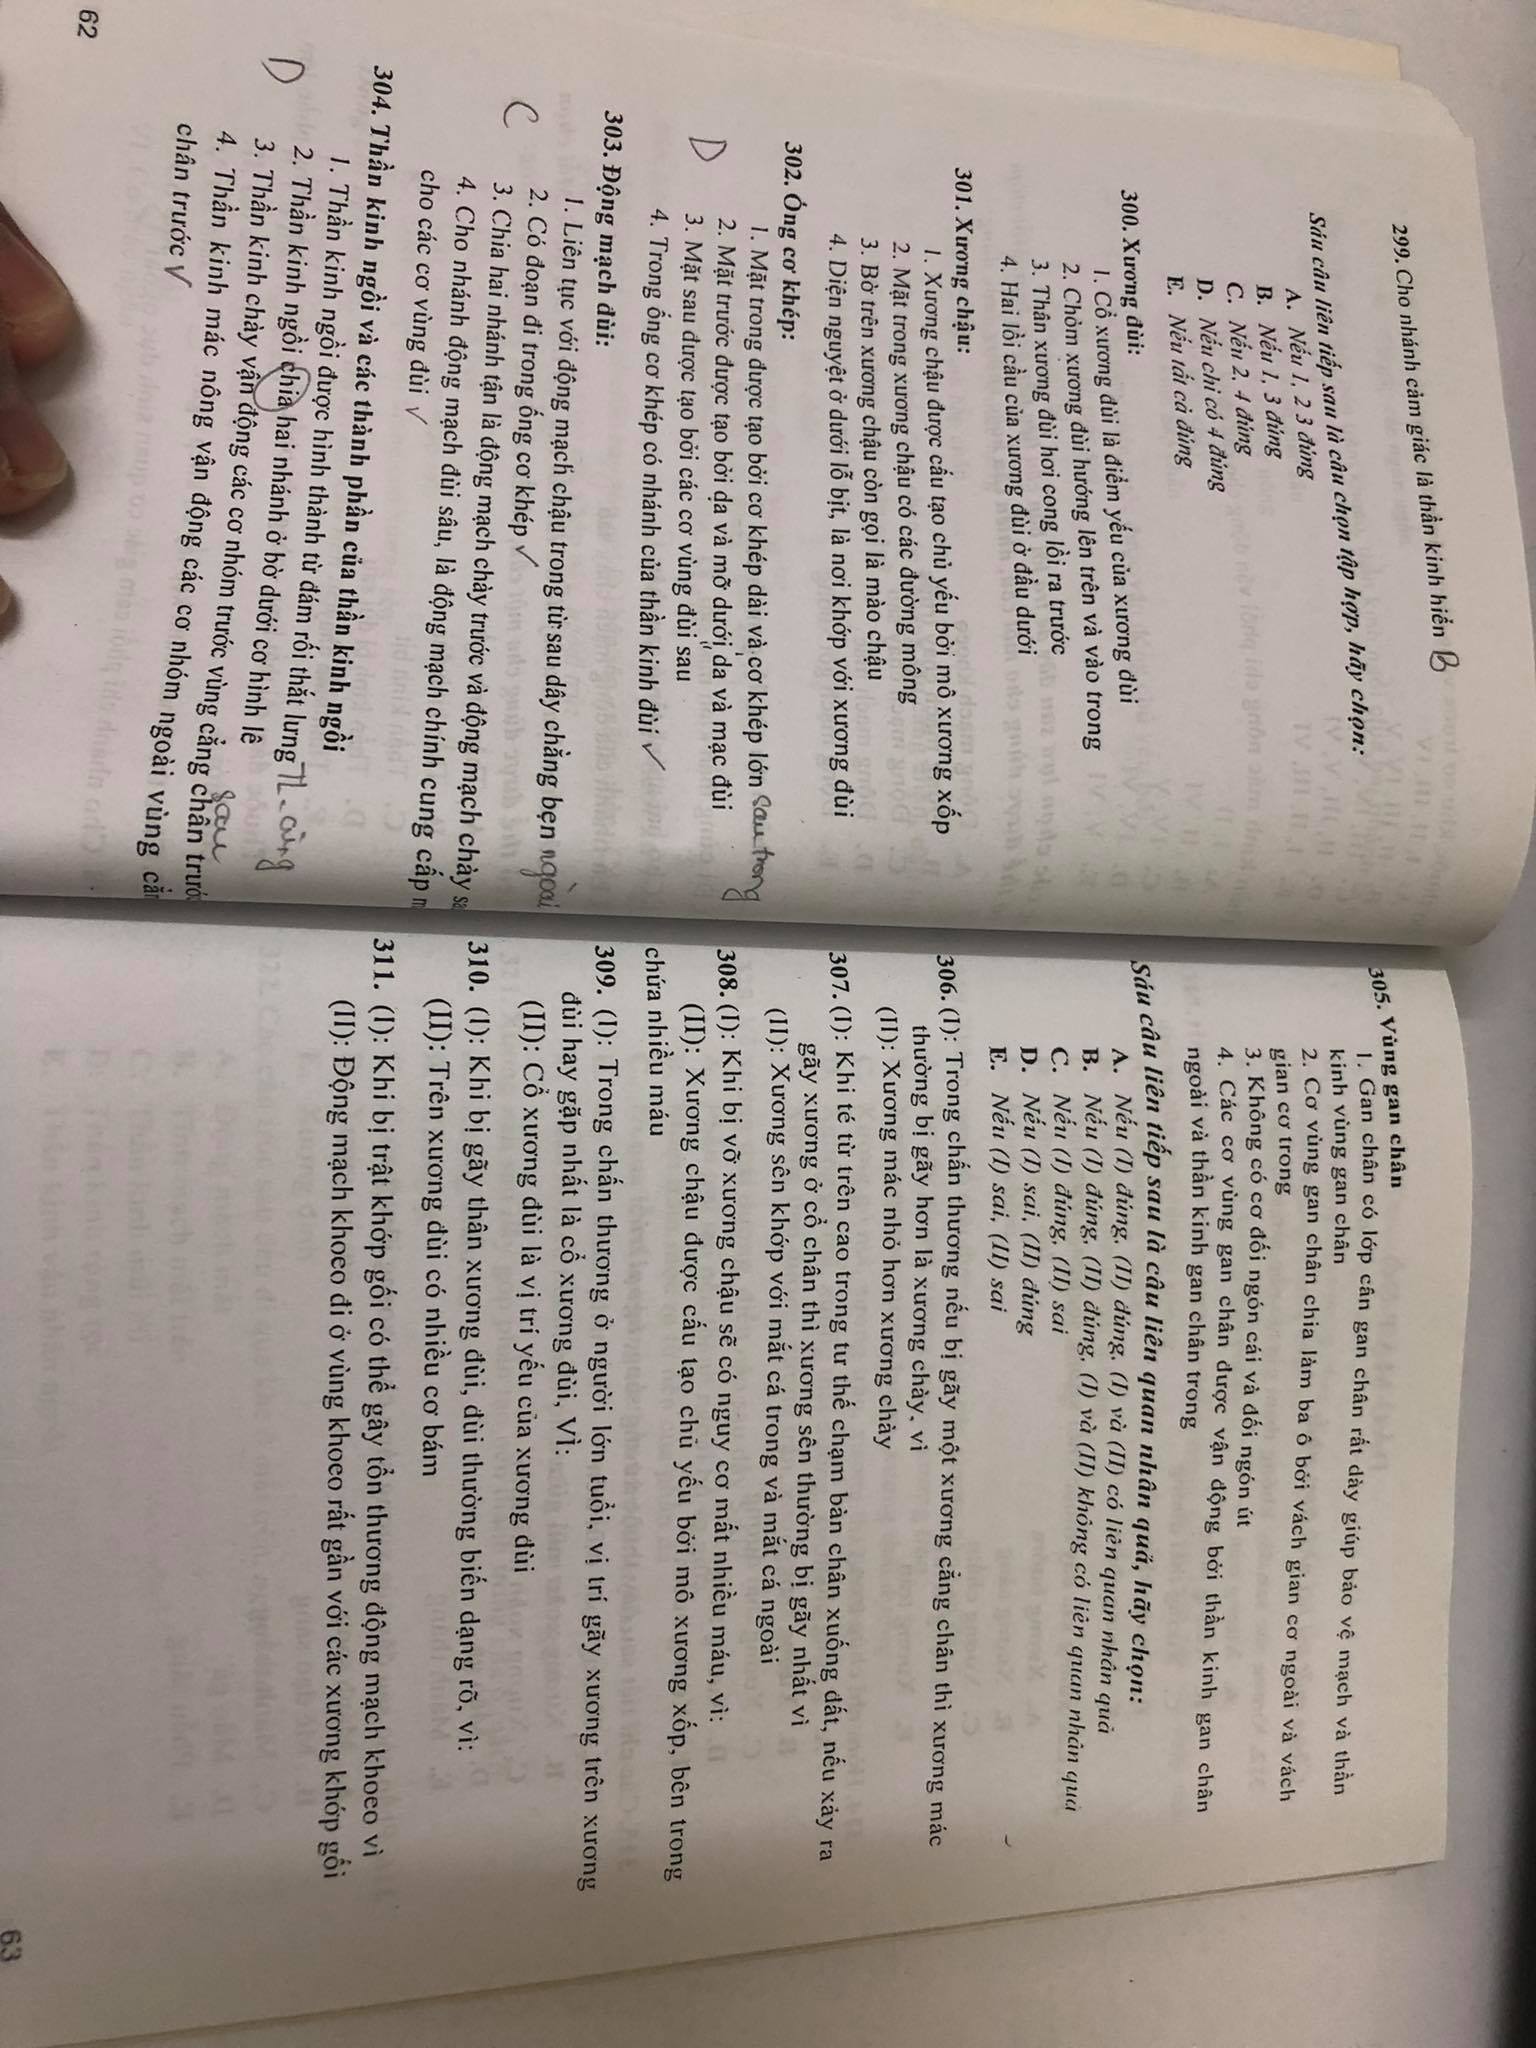 299. Cho nhánh cảm giác là thần kinh hiển B
Sáu câu liên tiếp sau là câu chọn tập hợp, hãy chọn:
A. Nếu 1, 2 3 đúng
B. Nếu 1, 3 đúng
C. Nếu 2, 4 đúng
D. Nếu chỉ có 4 đúng
E. Nếu tất cả đúng
300. Xương đùi:
1. Cổ xương đùi là điểm yếu của xương đùi
2. Chỏm xương đùi hướng lên trên và vào trong
3. Thân xương đùi hơi cong lồi ra trước
4. Hai lồi cầu của xương đùi ở đầu dưới
301. Xương chậu:
1. Xương chậu được cấu tạo chủ yếu bởi mô xương xốp
2. Mặt trong xương chậu có các đường mông
3. Bờ trên xương chậu còn gọi là mào chậu
4. Diện nguyệt ở dưới lỗ bịt, là nơi khớp với xương đùi
302. Ống cơ khép:
1. Mặt trong được tạo bởi cơ khép dài và cơ khép lớn sau trong
2. Mặt trước được tạo bởi da và mỡ dưới da và mạc đùi
D
3. Mặt sau được tạo bởi các cơ vùng đùi sau
4. Trong ống cơ khép có nhánh của thần kinh đùi ✓
303. Động mạch đùi:
1. Liên tục với động mạch chậu trong từ sau dây chằng bẹn ngoài
2. Có đoạn đi trong ống cơ khép ✓
C
3. Chia hai nhánh tận là động mạch chày trước và động mạch chày
4. Cho nhánh động mạch đùi sâu, là động mạch chính cung cấp
cho các cơ vùng đùi ✓
304. Thần kinh ngồi và các thành phần của thần kinh ngồi
1. Thần kinh ngồi được hình thành từ đám rối thắt lưng TL - cùng
2. Thần kinh ngồi chia hai nhánh ở bờ dưới cơ hình lê
D
3. Thần kinh chày vận động các cơ nhóm trước vùng cẳng chân
sau
4. Thần kinh mác nông vận động các cơ nhóm ngoài vùng
chân trước ✓
62
305. Vùng gan chân
1. Gan chân có lớp cân gan chân rất dày giúp bảo vệ mạch và thần
kinh vùng gan chân
2. Cơ vùng gan chân chia làm ba ô bởi vách gian cơ ngoài và vách
gian cơ trong
3. Không có cơ đối ngón cái và đối ngón út
4. Các cơ vùng gan chân được vận động bởi thần kinh gan chân
ngoài và thần kinh gan chân trong
Sáu câu liên tiếp sau là câu liên quan nhân quả, hãy chọn:
A. Nếu (I) đúng, (II) đúng, (I) và (II) có liên quan nhân quả
B. Nếu (I) đúng, (II) đúng, (I) và (II) không có liên quan nhân quả
C. Nếu (I) đúng, (II) sai
D. Nếu (I) sai, (II) đúng
E. Nếu (I) sai, (II) sai
306. (I): Trong chấn thương nếu bị gãy một xương cẳng chân thì xương mác
thường bị gãy hơn là xương chày, vì
(II): Xương mác nhỏ hơn xương chày
307. (I): Khi té từ trên cao trong tư thế chạm bàn chân xuống đất, nếu xảy ra
gãy xương ở cổ chân thì xương sên thường bị gãy nhất vì
(II): Xương sên khớp với mắt cá trong và mắt cá ngoài
308. (I): Khi bị vỡ xương chậu sẽ có nguy cơ mất nhiều máu, vì:
(II): Xương chậu được cấu tạo chủ yếu bởi mô xương xốp, bên trong
chứa nhiều máu
309. (I): Trong chấn thương ở người lớn tuổi, vị trí gãy xương trên xương
đùi hay gặp nhất là cổ xương đùi, VÌ:
(II): Cổ xương đùi là vị trí yếu của xương đùi
310. (I): Khi bị gãy thân xương đùi, đùi thường biến dạng rõ, vì:
(II): Trên xương đùi có nhiều cơ bám
311. (I): Khi bị trật khớp gối có thể gây tổn thương động mạch khoeo vì
(II): Động mạch khoeo đi ở vùng khoeo rất gần với các xương khớp gối
63